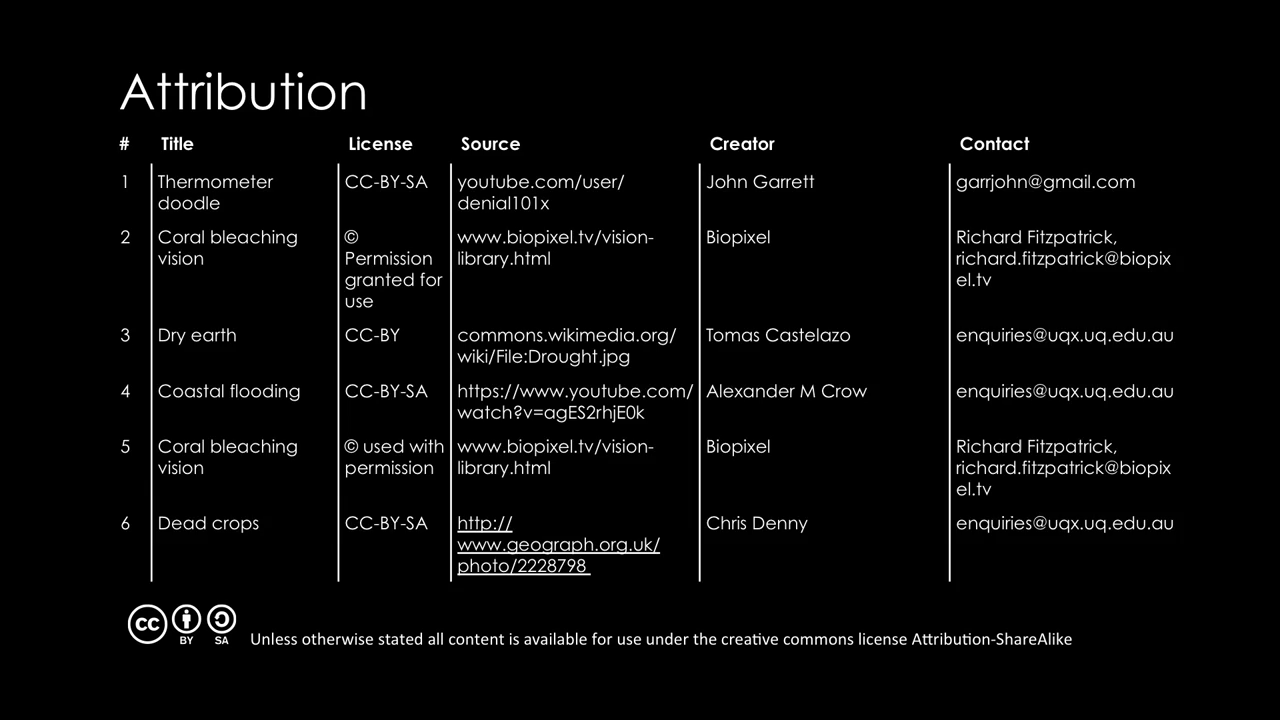 Attribution
# Title License Source Creator Contact
1 Thermometer doodle CC-BY-SA youtube.com/user/denial101x John Garrett garrjohn@gmail.com
2 Coral bleaching vision © Permission granted for use www.biopixel.tv/vision-library.html Biopixel Richard Fitzpatrick, richard.fitzpatrick@biopixel.tv
3 Dry earth CC-BY commons.wikimedia.org/wiki/File:Drought.jpg Tomas Castelazo enquiries@uqx.uq.edu.au
4 Coastal flooding CC-BY-SA https://www.youtube.com/watch?v=agES2rhjE0k Alexander M Crow enquiries@uqx.uq.edu.au
5 Coral bleaching vision © used with permission www.biopixel.tv/vision-library.html Biopixel Richard Fitzpatrick, richard.fitzpatrick@biopixel.tv
6 Dead crops CC-BY-SA http://www.geograph.org.uk/photo/2228798 Chris Denny enquiries@uqx.uq.edu.au
cc BY SA Unless otherwise stated all content is available for use under the creative commons license Attribution-ShareAlike